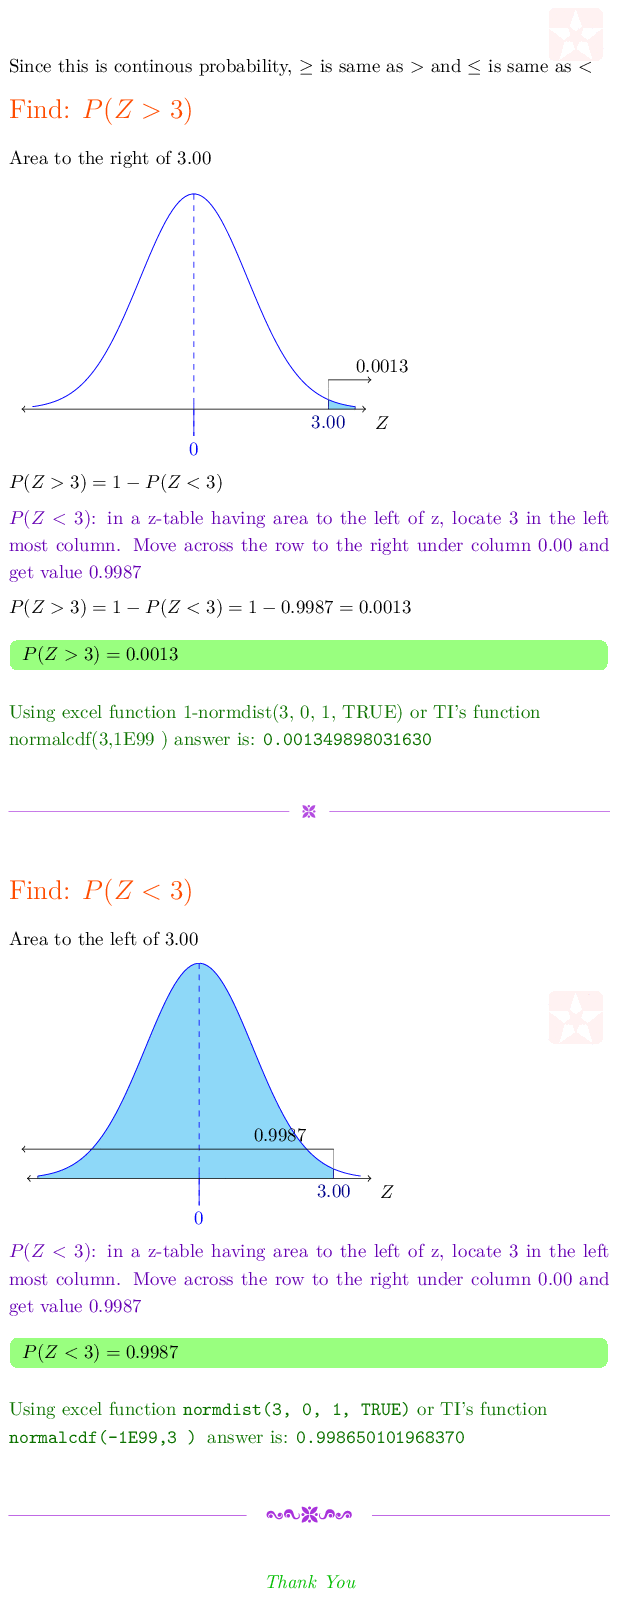 Since this is continous probability, ≥ is same as > and ≤ is same as <
Find: P(Z > 3)
Area to the right of 3.00
0.0013
3.00
Z
0
P(Z > 3) = 1 − P(Z < 3)
P(Z < 3): in a z-table having area to the left of z, locate 3 in the left
most column. Move across the row to the right under column 0.00 and
get value 0.9987
P(Z > 3) = 1 − P(Z < 3) = 1 − 0.9987 = 0.0013
P(Z > 3) = 0.0013
Using excel function 1-normdist(3, 0, 1, TRUE) or TI's function
normalcdf(3,1E99 ) answer is: 0.001349898031630
Find: P(Z < 3)
Area to the left of 3.00
0.9987
3.00
Z
0
P(Z < 3): in a z-table having area to the left of z, locate 3 in the left
most column. Move across the row to the right under column 0.00 and
get value 0.9987
P(Z < 3) = 0.9987
Using excel function normdist(3, 0, 1, TRUE) or TI's function
normalcdf(-1E99,3 ) answer is: 0.998650101968370
Thank You